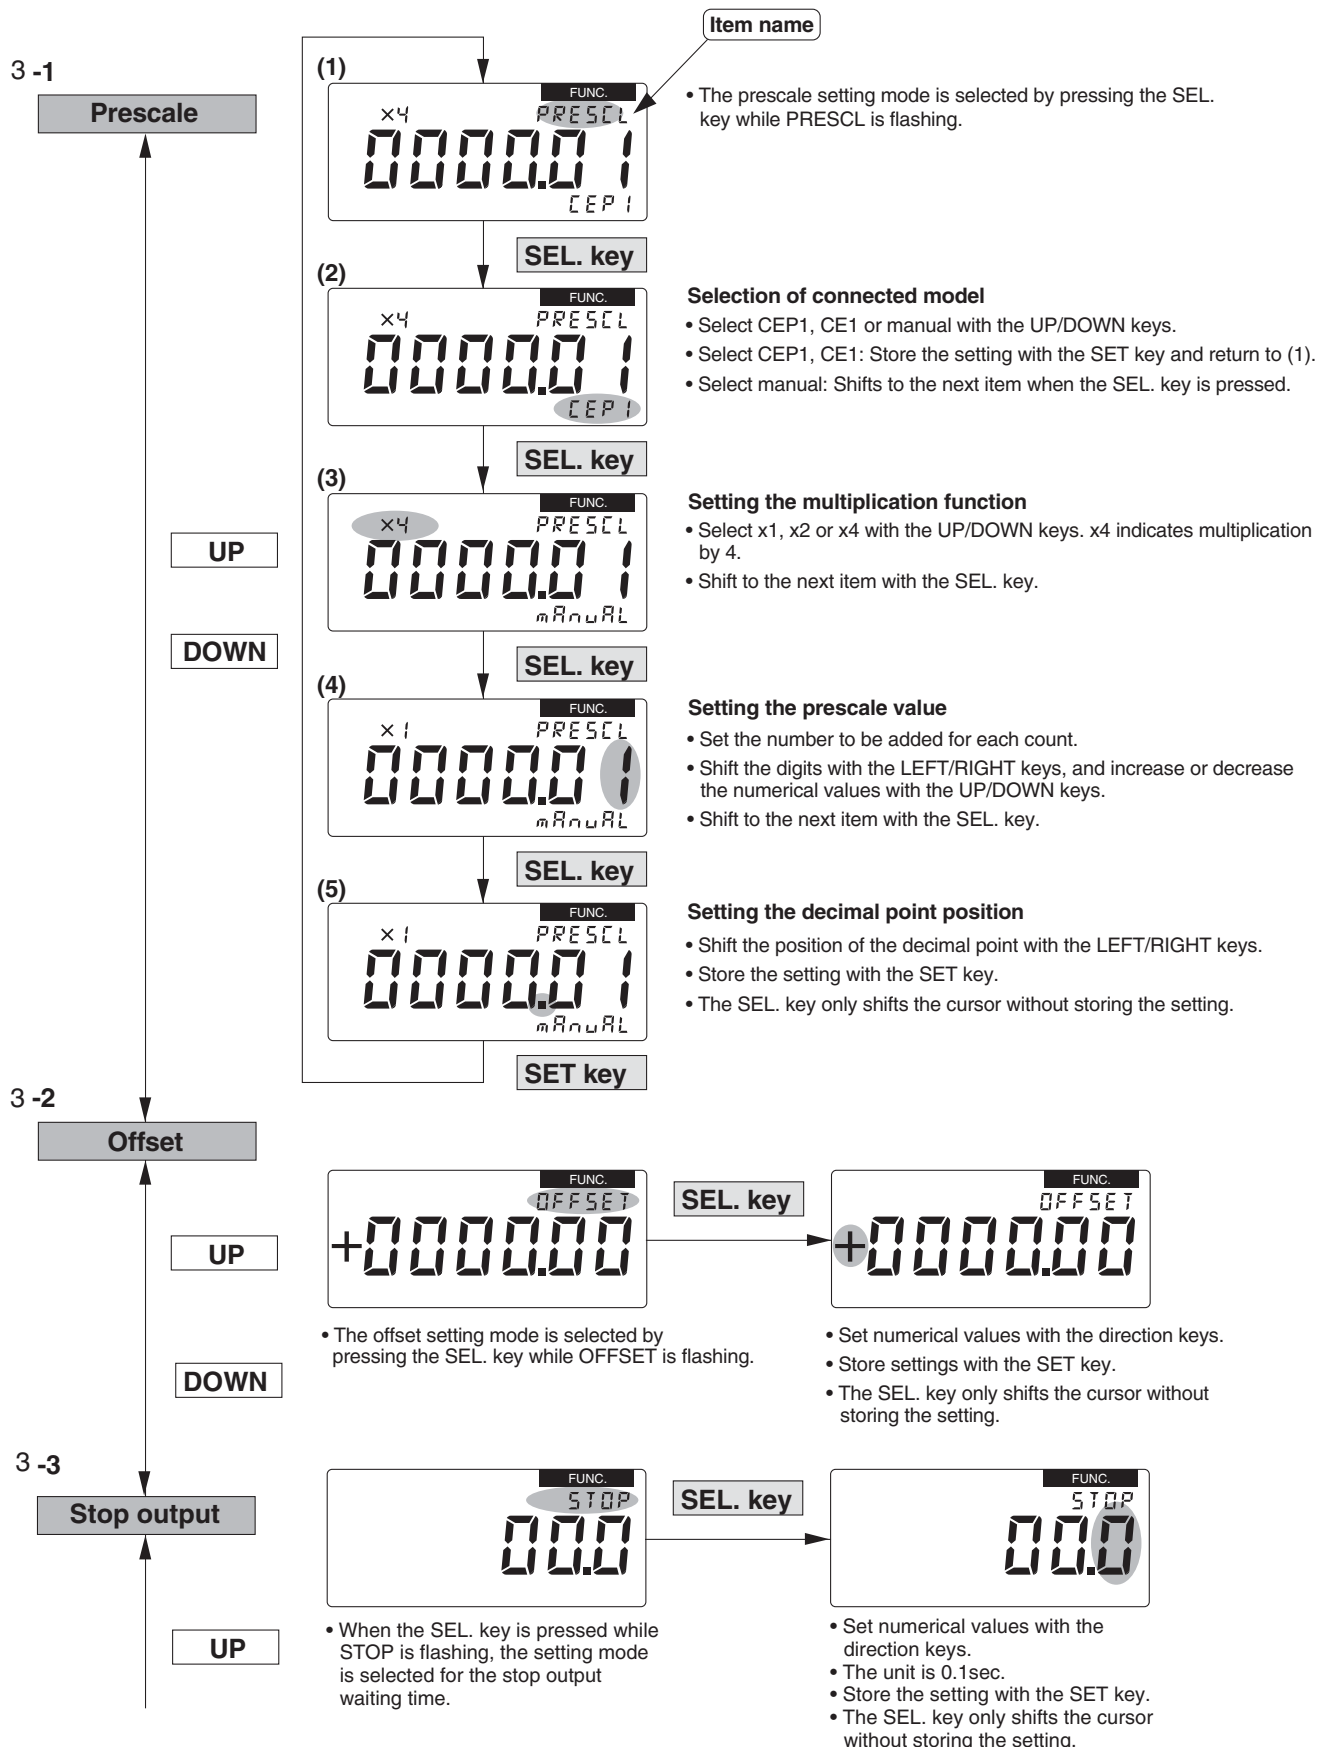 Item name
3 -1
Prescale
(1)
FUNC.
×4 PRESCL
0000.01
CEP1
• The prescale setting mode is selected by pressing the SEL.
key while PRESCL is flashing.
SEL. key
(2)
FUNC.
×4 PRESCL
0000.01
CEP1
Selection of connected model
• Select CEP1, CE1 or manual with the UP/DOWN keys.
• Select CEP1, CE1: Store the setting with the SET key and return to (1).
• Select manual: Shifts to the next item when the SEL. key is pressed.
SEL. key
(3)
FUNC.
×4 PRESCL
0000.01
mAnuAL
Setting the multiplication function
• Select x1, x2 or x4 with the UP/DOWN keys. x4 indicates multiplication
by 4.
• Shift to the next item with the SEL. key.
UP
DOWN
SEL. key
(4)
FUNC.
×1 PRESCL
0000.01
mAnuAL
Setting the prescale value
• Set the number to be added for each count.
• Shift the digits with the LEFT/RIGHT keys, and increase or decrease
the numerical values with the UP/DOWN keys.
• Shift to the next item with the SEL. key.
SEL. key
(5)
FUNC.
×1 PRESCL
0000.01
mAnuAL
Setting the decimal point position
• Shift the position of the decimal point with the LEFT/RIGHT keys.
• Store the setting with the SET key.
• The SEL. key only shifts the cursor without storing the setting.
SET key
3 -2
Offset
UP
DOWN
FUNC.
OFFSET
+0000.00
• The offset setting mode is selected by
pressing the SEL. key while OFFSET is flashing.
SEL. key
FUNC.
OFFSET
+0000.00
• Set numerical values with the direction keys.
• Store settings with the SET key.
• The SEL. key only shifts the cursor without
storing the setting.
3 -3
Stop output
UP
FUNC.
STOP
00.0
• When the SEL. key is pressed while
STOP is flashing, the setting mode
is selected for the stop output
waiting time.
SEL. key
FUNC.
STOP
00.0
• Set numerical values with the
direction keys.
• The unit is 0.1sec.
• Store the setting with the SET key.
• The SEL. key only shifts the cursor
without storing the setting.